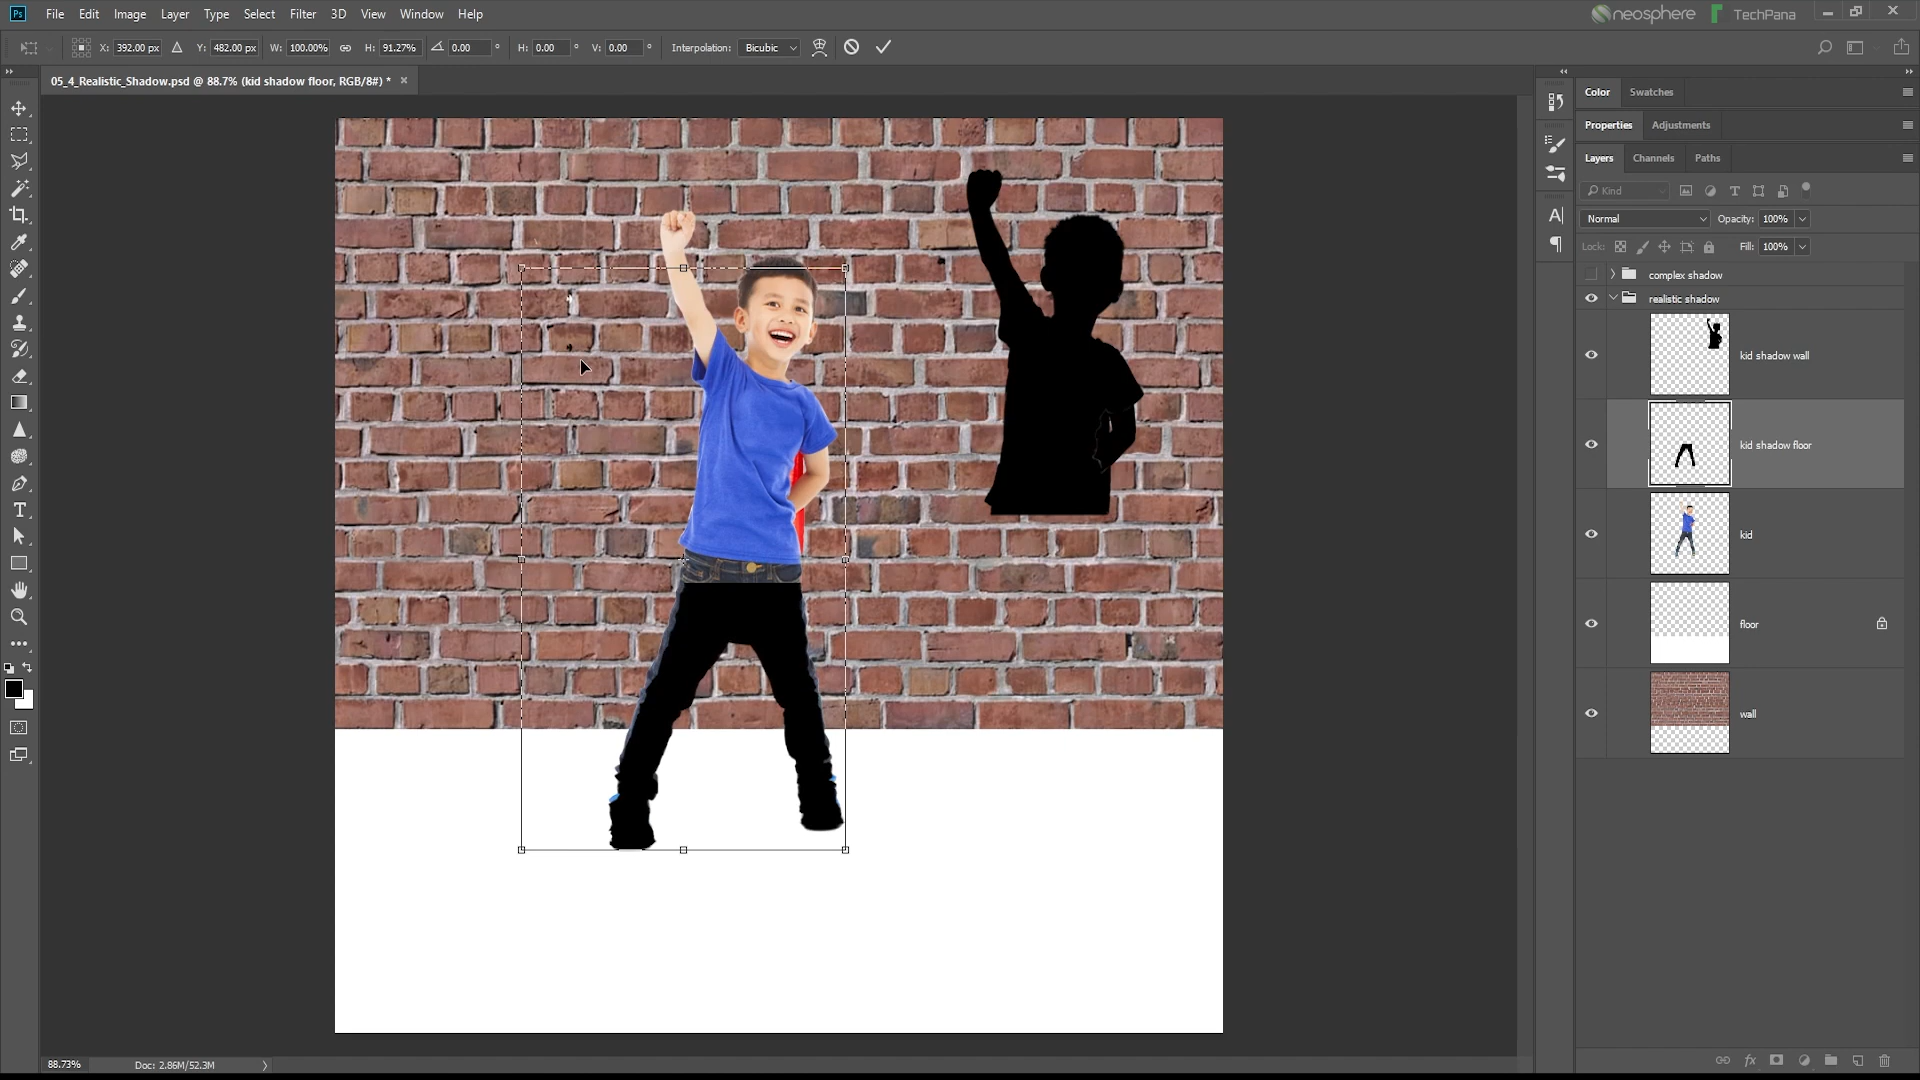 Ps File Edit Image Layer Type Select Filter 3D View Window Help neosphere TechPana
X: 392.00 px Y: 482.00 px W: 100.00% H: 91.27% 0.00 ° H: 0.00 ° V: 0.00 ° Interpolation: Bicubic
05_4_Realistic_Shadow.psd @ 88.7% (kid shadow floor, RGB/8#) * ×
Color Swatches
Properties Adjustments
Layers Channels Paths
Kind
Normal Opacity: 100%
Lock: Fill: 100%
complex shadow
realistic shadow
kid shadow wall
kid shadow floor
kid
floor
wall
88.73% Doc: 2.86M/52.3M